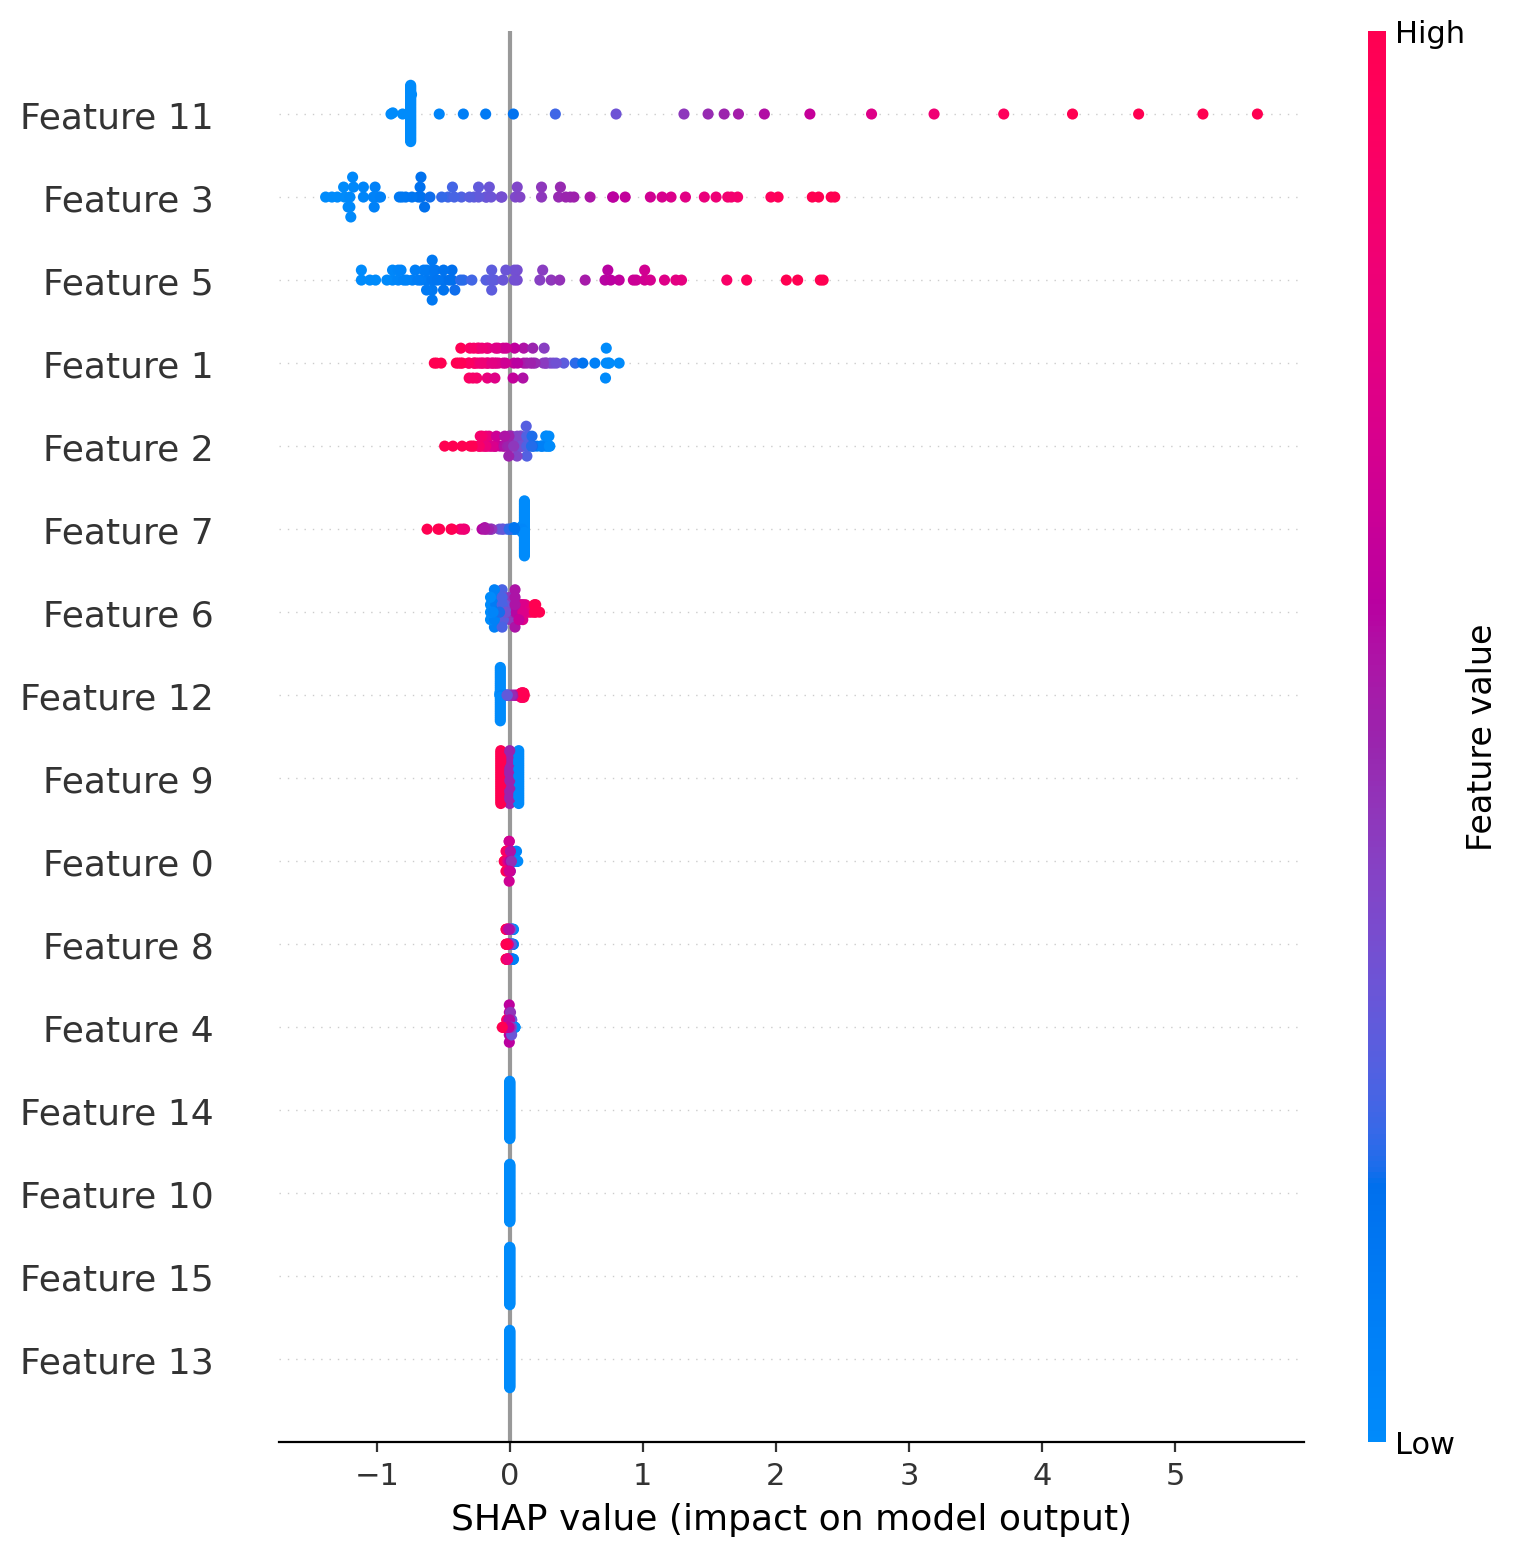 High
Feature 11
Feature 3
Feature 5
Feature 1
Feature 2
Feature 7
Feature 6
Feature 12
Feature 9
Feature 0
Feature 8
Feature 4
Feature 14
Feature 10
Feature 15
Feature 13
Feature value
Low
−1 0 1 2 3 4 5
SHAP value (impact on model output)